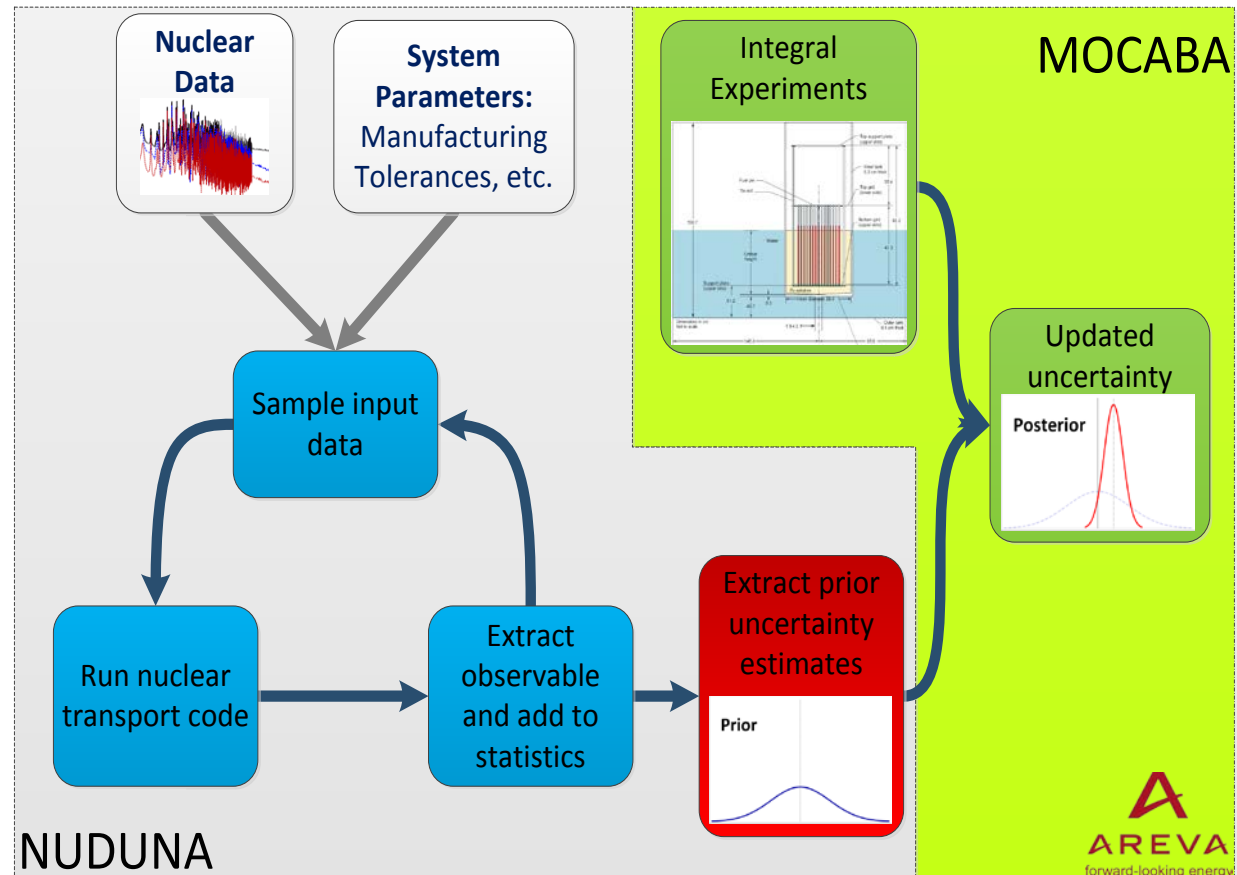 Nuclear
Data
System
Parameters:
Manufacturing
Tolerances, etc.
Integral
Experiments
MOCABA
Water
Sample input
data
Updated
uncertainty
Posterior
Run nuclear
transport code
Extract
observable
and add to
statistics
Extract prior
uncertainty
estimates
Prior
NUDUNA
AREVA
forward-looking energy